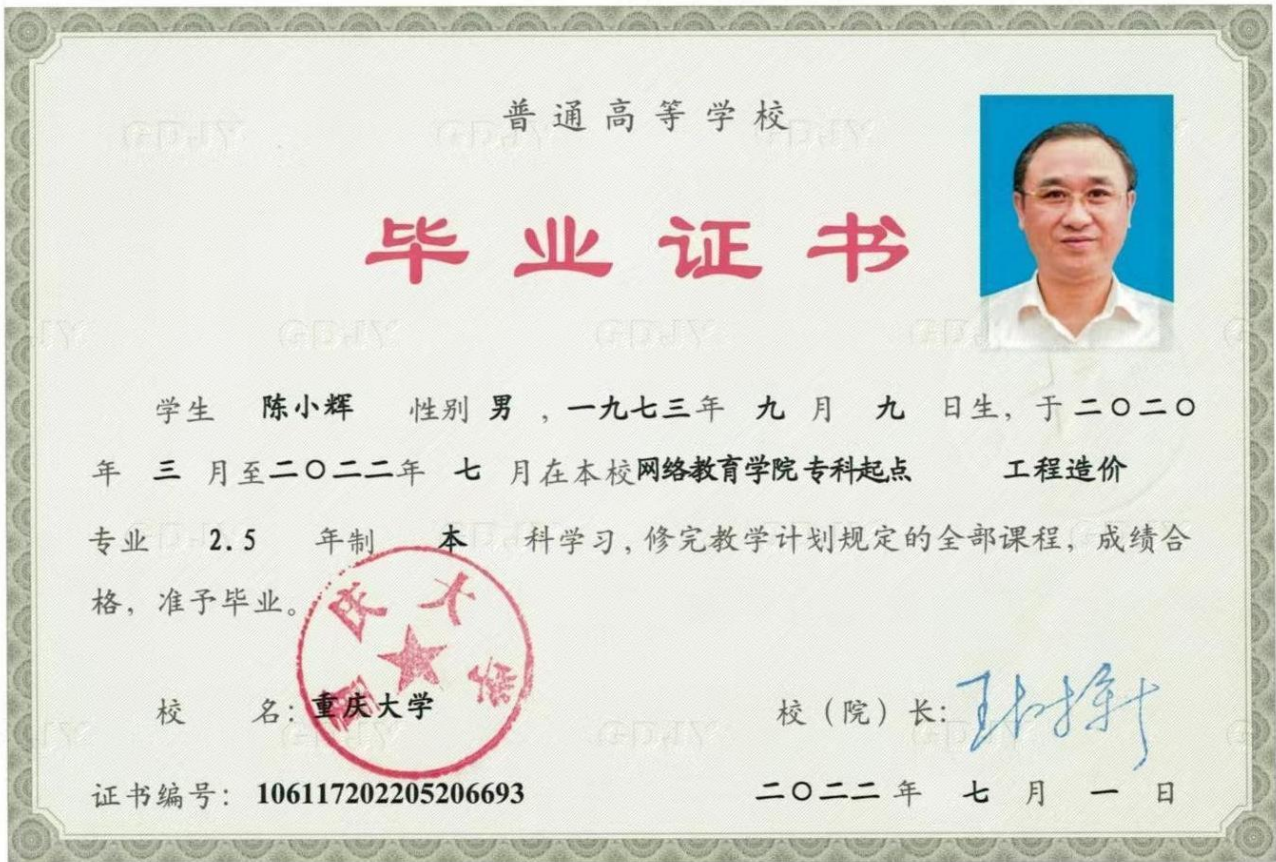 普通高等学校
毕业证书
学生 陈小辉 性别 男 ，一九七三年 九 月 九 日生，于二〇二〇
年 三 月至二〇二二年 七 月在本校网络教育学院 专科起点 工程造价
专业 2.5 年制 本 科学习，修完教学计划规定的全部课程，成绩合
格，准予毕业。
重庆大学
校 名：重庆大学 校（院）长：
证书编号：106117202205206693 二〇二二年 七 月 一 日
GDJY